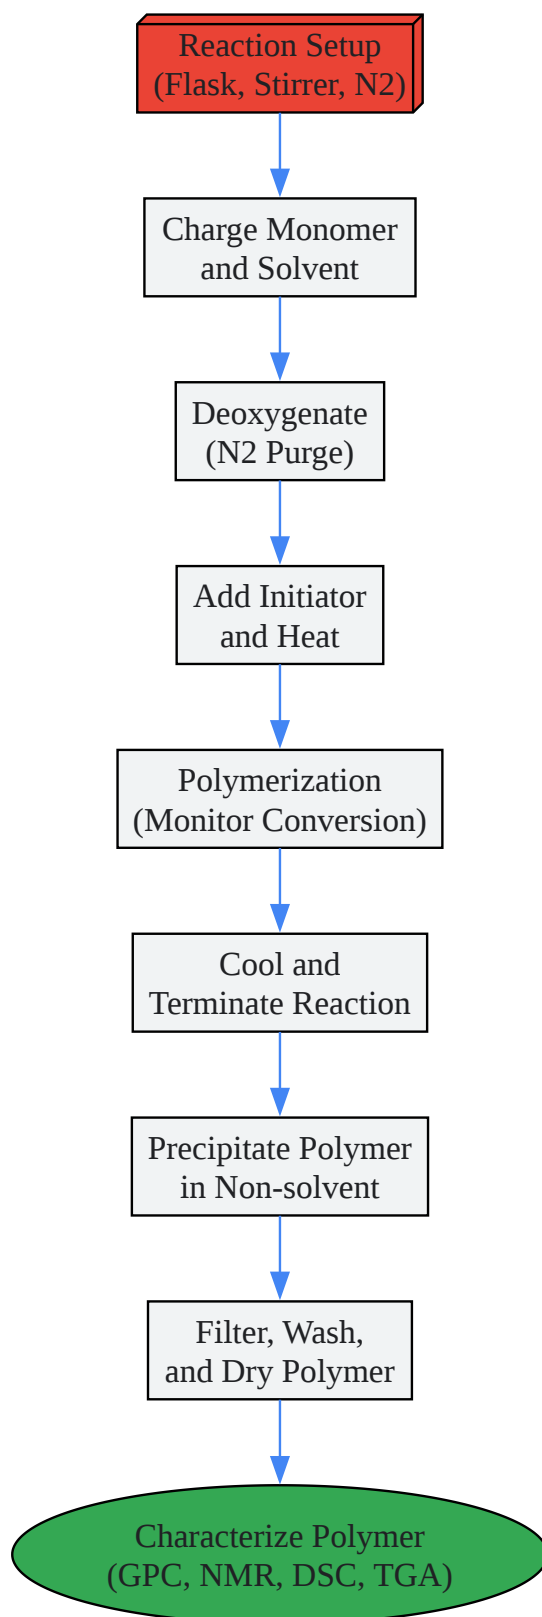 Reaction Setup
(Flask, Stirrer, N2)
Charge Monomer
and Solvent
Deoxygenate
(N2 Purge)
Add Initiator
and Heat
Polymerization
(Monitor Conversion)
Cool and
Terminate Reaction
Precipitate Polymer
in Non-solvent
Filter, Wash,
and Dry Polymer
Characterize Polymer
(GPC, NMR, DSC, TGA)